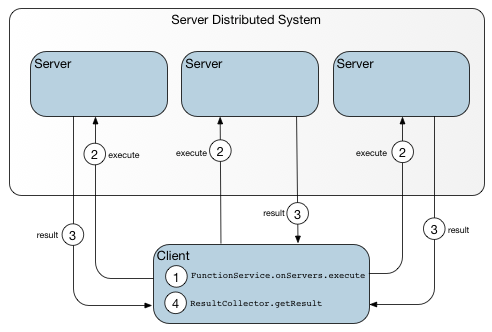 Server Distributed System
Server
Server
Server
2 execute
execute 2
execute 2
result 3
result 3
3 result
Client
1 FunctionService.onServers.execute
4 ResultCollector.getResult